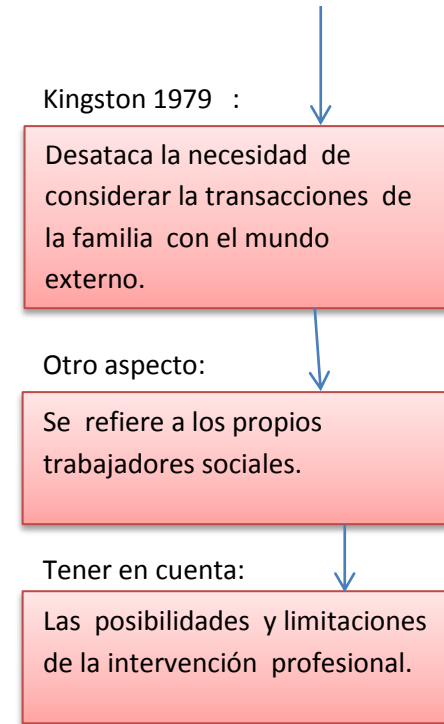 Kingston 1979 :
Desataca la necesidad de
considerar la transacciones de
la familia con el mundo
externo.
Otro aspecto:
Se refiere a los propios
trabajadores sociales.
Tener en cuenta:
Las posibilidades y limitaciones
de la intervención profesional.